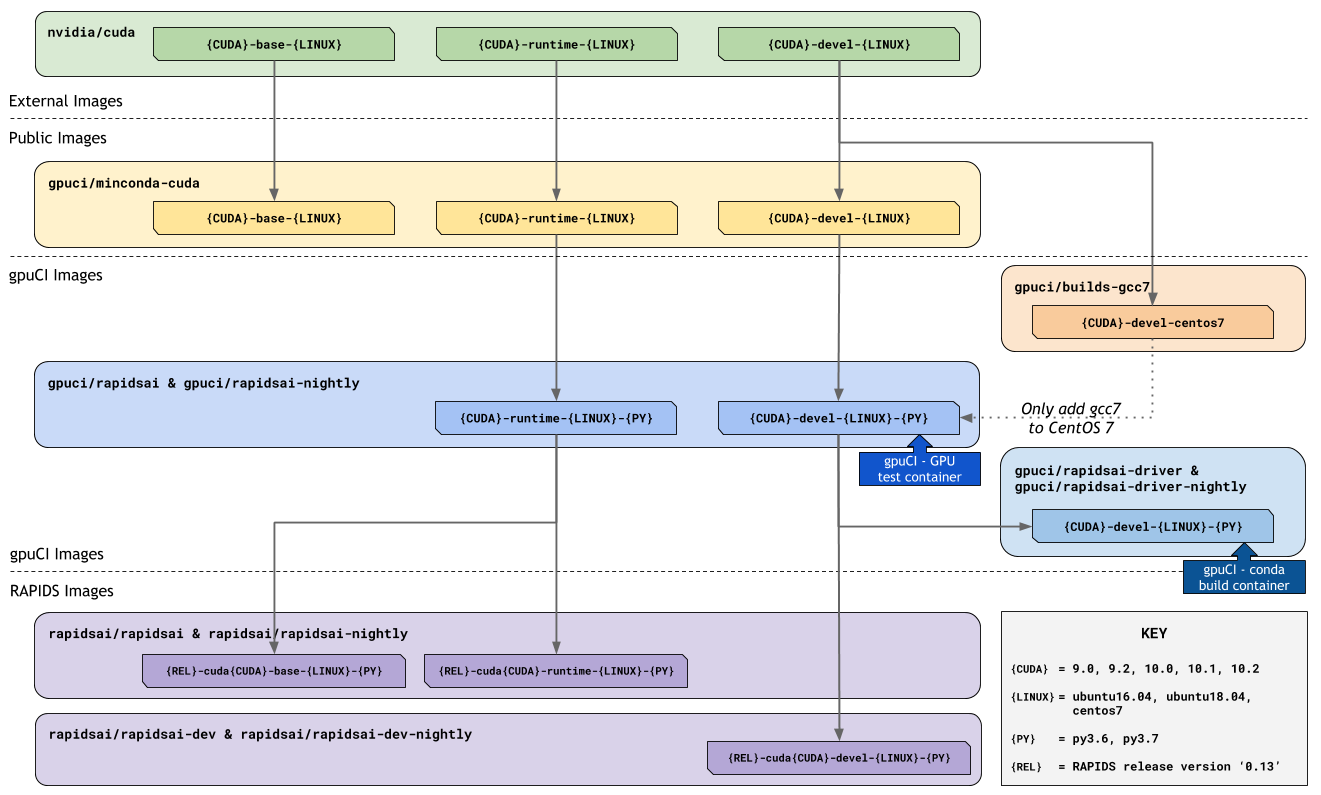 nvidia/cuda
{CUDA}-base-{LINUX}
{CUDA}-runtime-{LINUX}
{CUDA}-devel-{LINUX}
External Images
Public Images
gpuci/minconda-cuda
{CUDA}-base-{LINUX}
{CUDA}-runtime-{LINUX}
{CUDA}-devel-{LINUX}
gpuCI Images
gpuci/builds-gcc7
{CUDA}-devel-centos7
gpuci/rapidsai & gpuci/rapidsai-nightly
{CUDA}-runtime-{LINUX}-{PY}
{CUDA}-devel-{LINUX}-{PY}
Only add gcc7
to CentOS 7
gpuCI - GPU
test container
gpuci/rapidsai-driver &
gpuci/rapidsai-driver-nightly
{CUDA}-devel-{LINUX}-{PY}
gpuCI - conda
build container
gpuCI Images
RAPIDS Images
rapidsai/rapidsai & rapidsai/rapidsai-nightly
{REL}-cuda{CUDA}-base-{LINUX}-{PY}
{REL}-cuda{CUDA}-runtime-{LINUX}-{PY}
rapidsai/rapidsai-dev & rapidsai/rapidsai-dev-nightly
{REL}-cuda{CUDA}-devel-{LINUX}-{PY}
KEY
{CUDA} = 9.0, 9.2, 10.0, 10.1, 10.2
{LINUX} = ubuntu16.04, ubuntu18.04,
centos7
{PY} = py3.6, py3.7
{REL} = RAPIDS release version '0.13'